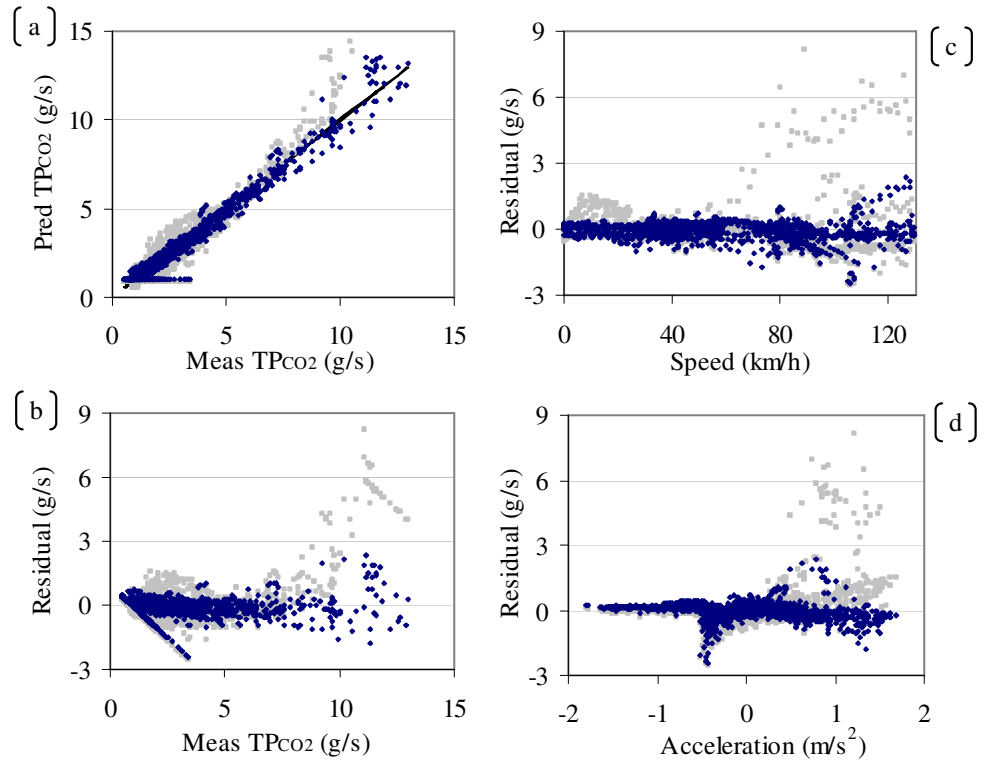 a
15
10
5
0
Pred TPCO2 (g/s)
0 5 10 15
Meas TPCO2 (g/s)
c
9
6
3
0
-3
Residual (g/s)
0 40 80 120
Speed (km/h)
b
9
6
3
0
-3
Residual (g/s)
0 5 10 15
Meas TPCO2 (g/s)
d
9
6
3
0
-3
Residual (g/s)
-2 -1 0 1 2
Acceleration (m/s²)